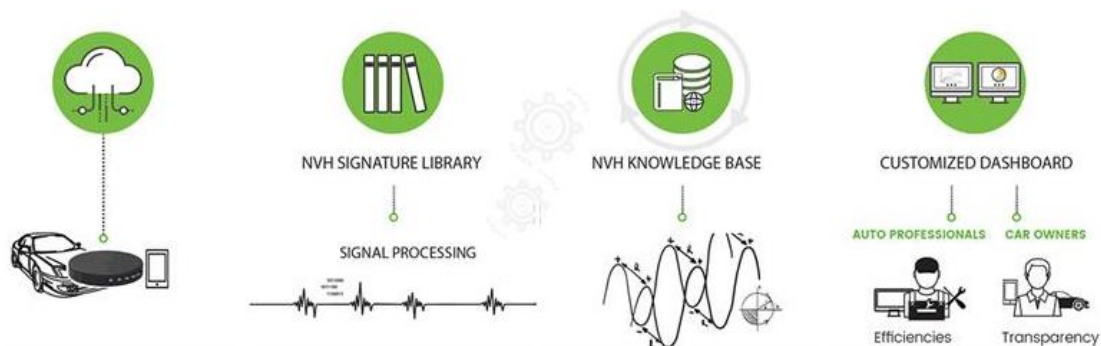 NVH SIGNATURE LIBRARY
NVH KNOWLEDGE BASE
CUSTOMIZED DASHBOARD
AUTO PROFESSIONALS
CAR OWNERS
SIGNAL PROCESSING
Efficiencies
Transparency